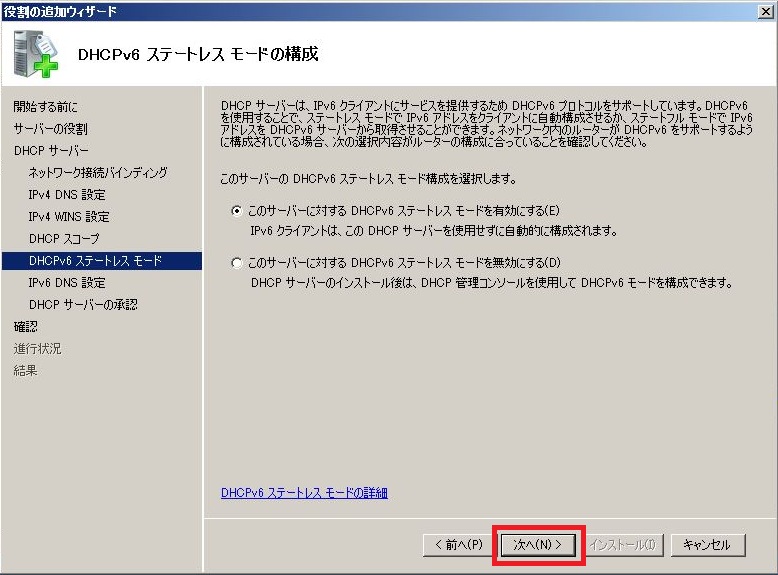 役割の追加ウィザード
DHCPv6 ステートレス モードの構成
開始する前に
サーバーの役割
DHCP サーバー
ネットワーク接続バインディング
IPv4 DNS 設定
IPv4 WINS 設定
DHCP スコープ
DHCPv6 ステートレス モード
IPv6 DNS 設定
DHCP サーバーの承認
確認
進行状況
結果
DHCP サーバーは、IPv6 クライアントにサービスを提供するため DHCPv6 プロトコルをサポートしています。DHCPv6
を使用することで、ステートレス モードで IPv6 アドレスをクライアントに自動構成させるか、ステートフル モードで IPv6
アドレスを DHCPv6 サーバーから取得させることができます。ネットワーク内のルーターが DHCPv6 をサポートするよう
に構成されている場合、次の選択内容がルーターの構成に合っていることを確認してください。
このサーバーの DHCPv6 ステートレス モード構成を選択します。
このサーバーに対する DHCPv6 ステートレス モードを有効にする(E)
IPv6 クライアントは、この DHCP サーバーを使用せずに自動的に構成されます。
このサーバーに対する DHCPv6 ステートレス モードを無効にする(D)
DHCP サーバーのインストール後は、DHCP 管理コンソールを使用して DHCPv6 モードを構成できます。
DHCPv6 ステートレス モードの詳細
< 前へ(P)
次へ(N) >
インストール(I)
キャンセル